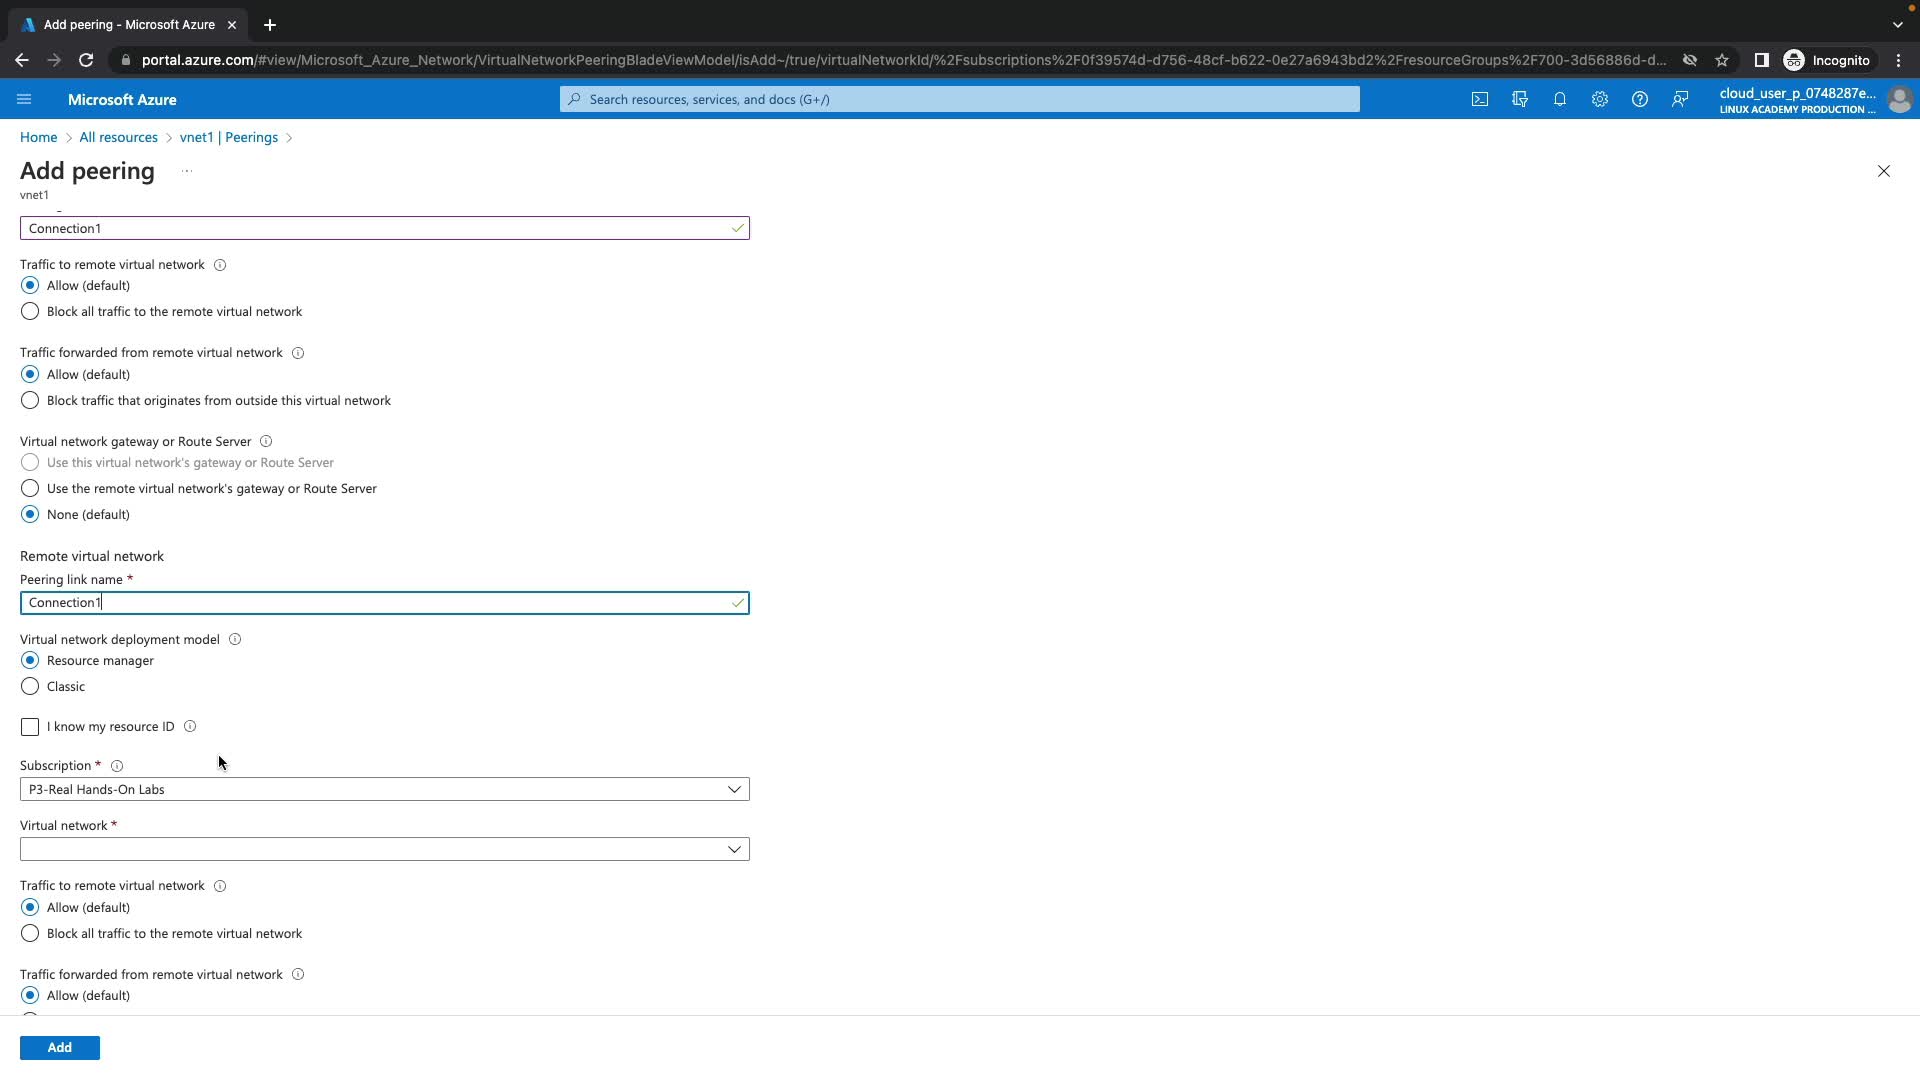 Add peering - Microsoft Azure
portal.azure.com/#view/Microsoft_Azure_Network/VirtualNetworkPeeringBladeViewModel/isAdd~/true/virtualNetworkId/%2Fsubscriptions%2F0f39574d-d756-48cf-b622-0e27a6943bd2%2FresourceGroups%2F700-3d56886d-d...
Incognito
Microsoft Azure
Search resources, services, and docs (G+/)
cloud_user_p_0748287e...
LINUX ACADEMY PRODUCTION ...
Home > All resources > vnet1 | Peerings >
Add peering ...
vnet1
Connection1
Traffic to remote virtual network
Allow (default)
Block all traffic to the remote virtual network
Traffic forwarded from remote virtual network
Allow (default)
Block traffic that originates from outside this virtual network
Virtual network gateway or Route Server
Use this virtual network's gateway or Route Server
Use the remote virtual network's gateway or Route Server
None (default)
Remote virtual network
Peering link name *
Connection1
Virtual network deployment model
Resource manager
Classic
I know my resource ID
Subscription *
P3-Real Hands-On Labs
Virtual network *
Traffic to remote virtual network
Allow (default)
Block all traffic to the remote virtual network
Traffic forwarded from remote virtual network
Allow (default)
Add